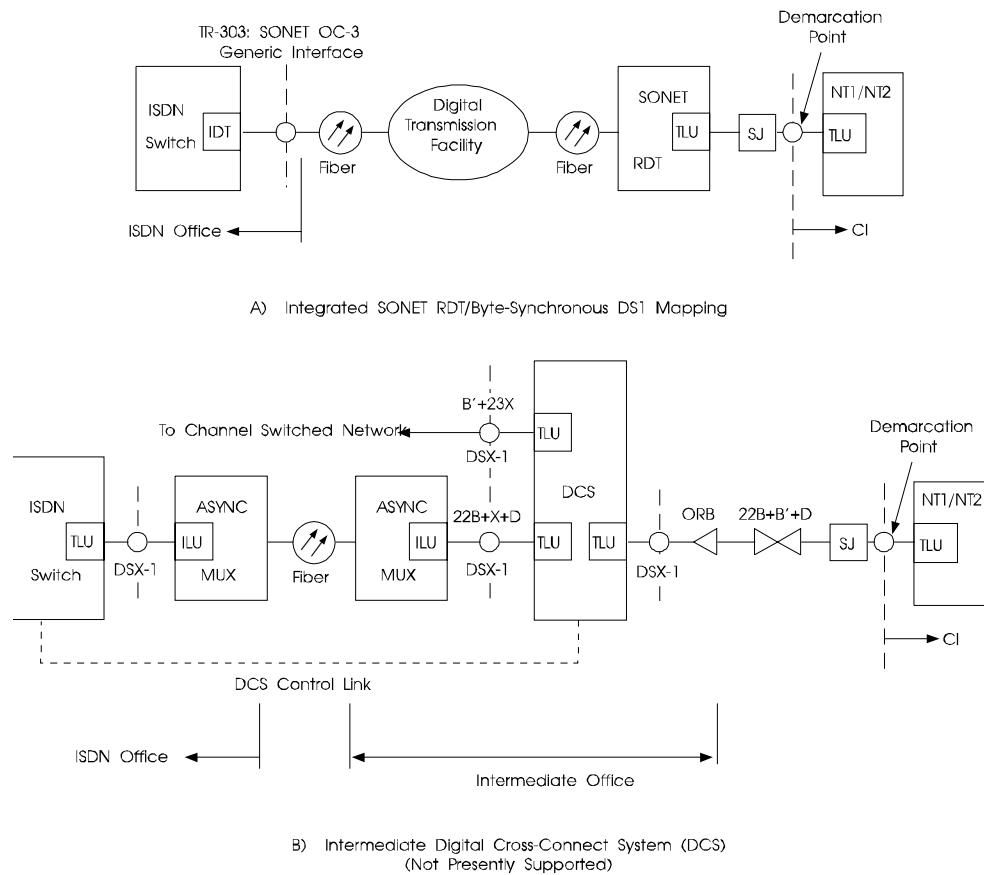 Demarcation
Point
TR-303: SONET OC-3
Generic Interface
ISDN
Switch
IDT
Fiber
Digital
Transmission
Facility
Fiber
SONET
TLU
RDT
SJ
NT1/NT2
TLU
ISDN Office
CI
A) Integrated SONET RDT/Byte-Synchronous DS1 Mapping
B'+23X
To Channel Switched Network
TLU
DSX-1
Demarcation
Point
ISDN
TLU
Switch
DSX-1
ASYNC
ILU
MUX
Fiber
ASYNC
ILU
MUX
22B+X+D
DSX-1
DCS
TLU
TLU
DSX-1
ORB
22B+B'+D
SJ
NT1/NT2
TLU
CI
DCS Control Link
ISDN Office
Intermediate Office
B) Intermediate Digital Cross-Connect System (DCS)
(Not Presently Supported)